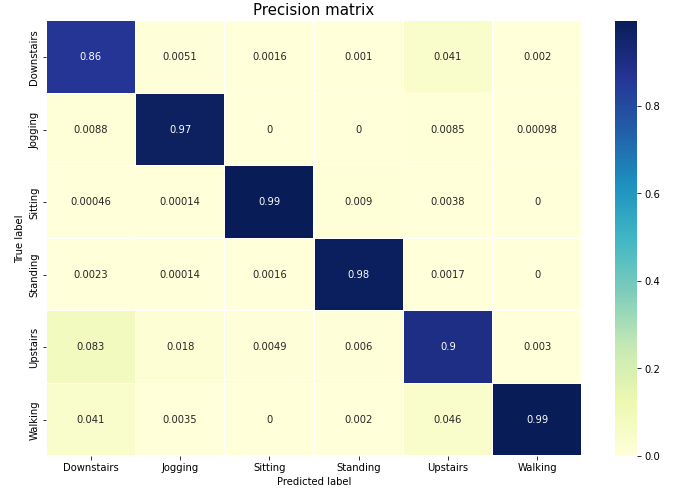 Precision matrix
Downstairs 0.86 0.0051 0.0016 0.001 0.041 0.002
Jogging 0.0088 0.97 0 0 0.0085 0.00098
Sitting 0.00046 0.00014 0.99 0.009 0.0038 0
Standing 0.0023 0.00014 0.0016 0.98 0.0017 0
Upstairs 0.083 0.018 0.0049 0.006 0.9 0.003
Walking 0.041 0.0035 0 0.002 0.046 0.99
True label
Downstairs Jogging Sitting Standing Upstairs Walking
Predicted label
0.8
0.6
0.4
0.2
0.0